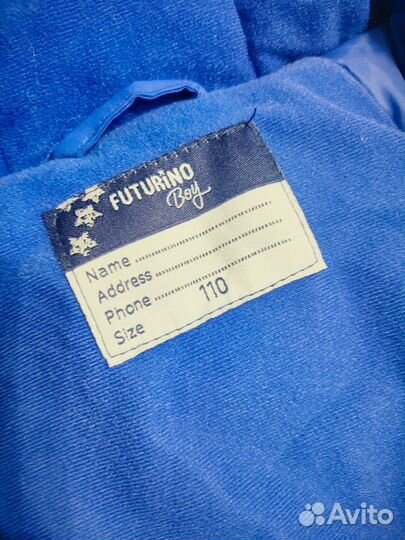 FUTURiNO
Boy
Name ........................
Address ........................
Phone ........................
Size 110
Avito